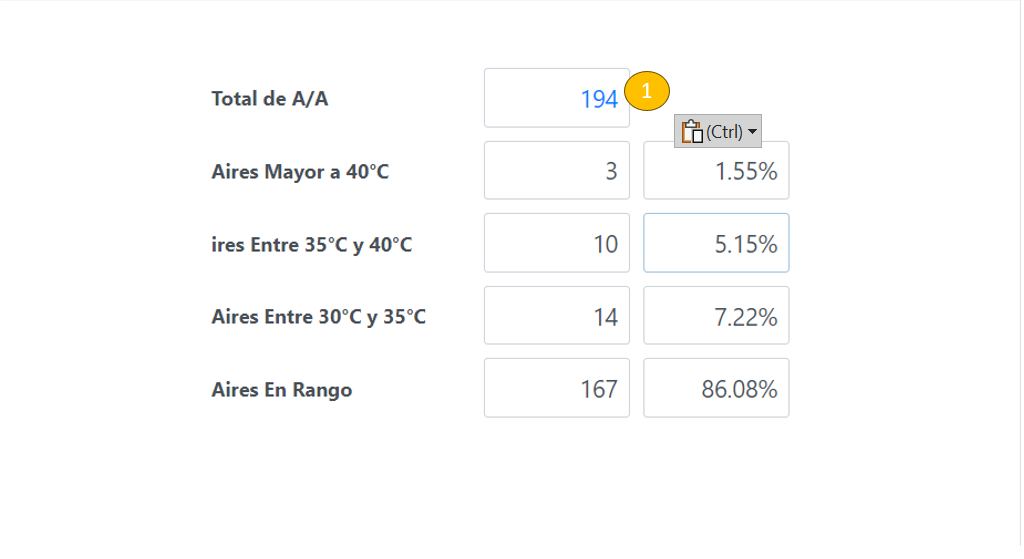 Total de A/A 194 1
(Ctrl)
Aires Mayor a 40°C 3 1.55%
ires Entre 35°C y 40°C 10 5.15%
Aires Entre 30°C y 35°C 14 7.22%
Aires En Rango 167 86.08%